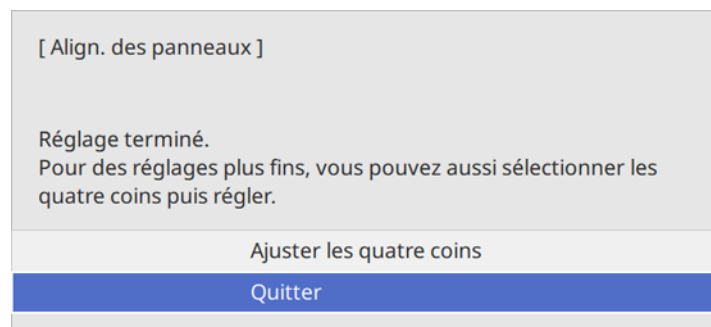 [ Align. des panneaux ]
Réglage terminé.
Pour des réglages plus fins, vous pouvez aussi sélectionner les
quatre coins puis régler.
Ajuster les quatre coins
Quitter